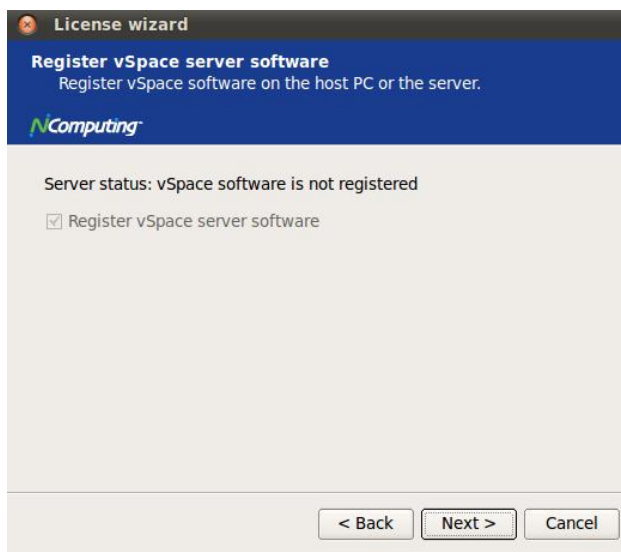 License wizard
Register vSpace server software
Register vSpace software on the host PC or the server.
NComputing
Server status: vSpace software is not registered
Register vSpace server software
< Back Next > Cancel